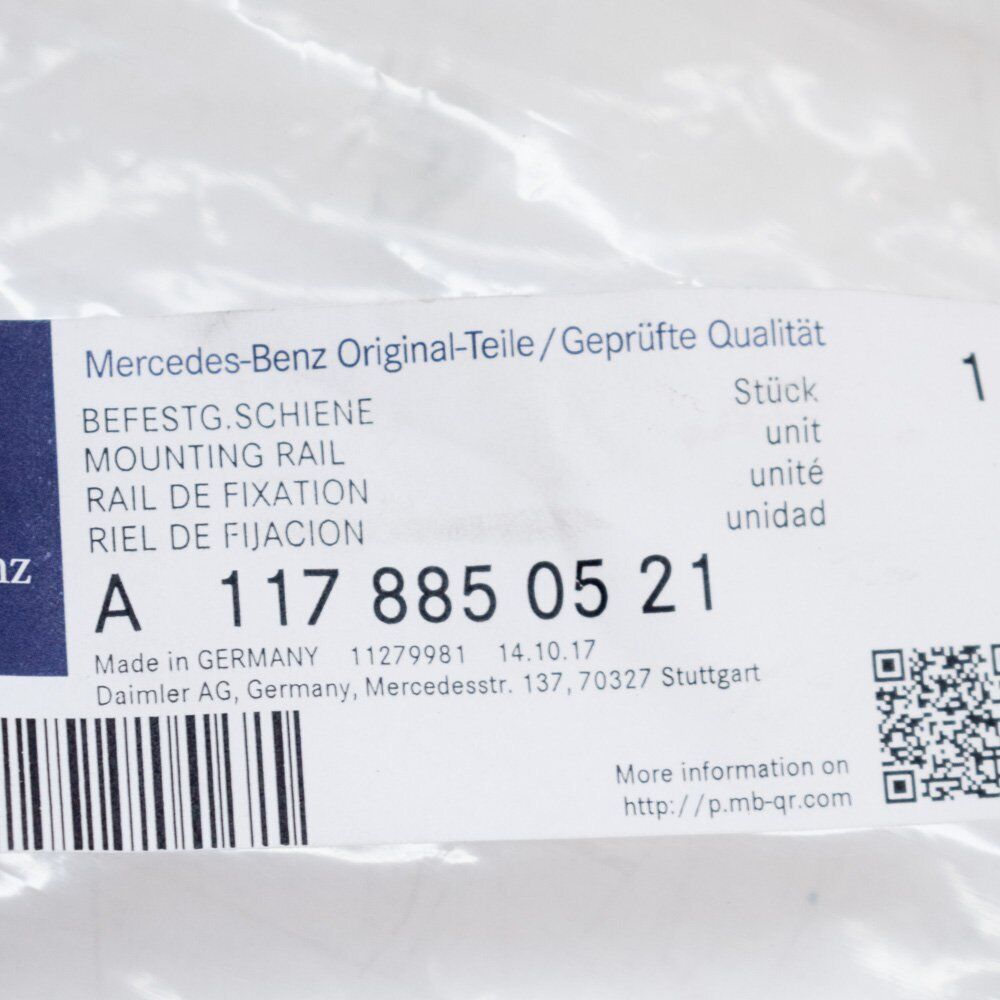 Mercedes-Benz Original-Teile/Geprüfte Qualität
BEFESTG.SCHIENE Stück 1
MOUNTING RAIL unit
RAIL DE FIXATION unité
RIEL DE FIJACION unidad
nz
A 117 885 05 21
Made in GERMANY 11279981 14.10.17
Daimler AG, Germany, Mercedesstr. 137, 70327 Stuttgart
More information on
http://p.mb-qr.com